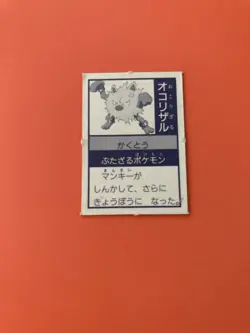 オコリザル
かくとう
ぶたざるポケモン
マンキーが
しんかして、さらに
きょうぼうに なった。